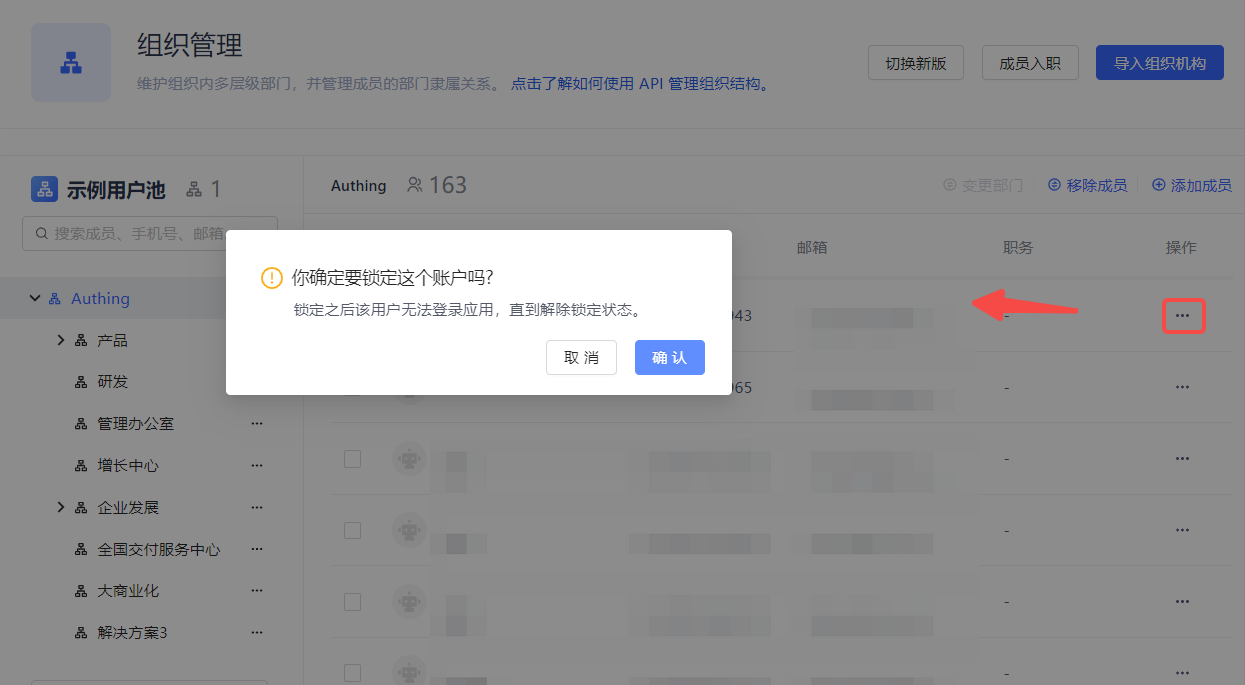 组织管理
维护组织内多层级部门，并管理成员的部门隶属关系。 点击了解如何使用 API 管理组织结构。
切换新版
成员入职
导入组织机构
示例用户池 1
搜索成员、手机号、邮箱
Authing
产品
研发
管理办公室 ···
增长中心 ···
企业发展 ···
全国交付服务中心 ···
大商业化 ···
解决方案3 ···
Authing 163
变更部门
移除成员
添加成员
邮箱 职务 操作
943 - ···
965 - ···
- ···
- ···
- ···
- ···
你确定要锁定这个账户吗?
锁定之后该用户无法登录应用，直到解除锁定状态。
取 消
确 认